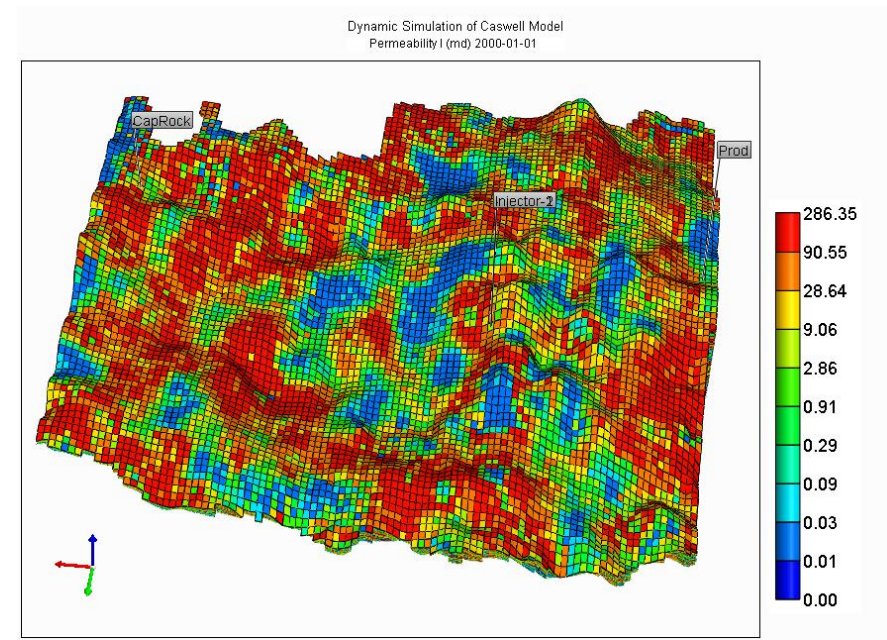 Dynamic Simulation of Caswell Model
Permeability I (md) 2000-01-01
CapRock
Prod
Injector-2
286.35
90.55
28.64
9.06
2.86
0.91
0.29
0.09
0.03
0.01
0.00